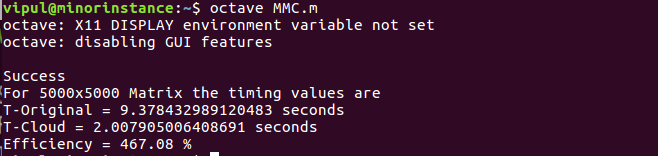 vipul@minorinstance:~$ octave MMC.m
octave: X11 DISPLAY environment variable not set
octave: disabling GUI features
Success
For 5000x5000 Matrix the timing values are
T-Original = 9.378432989120483 seconds
T-Cloud = 2.007905006408691 seconds
Efficiency = 467.08 %